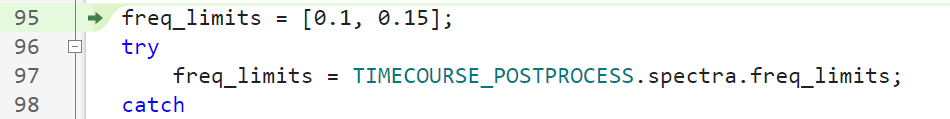 95 freq_limits = [0.1, 0.15];
96 try
97 freq_limits = TIMECOURSE_POSTPROCESS.spectra.freq_limits;
98 catch